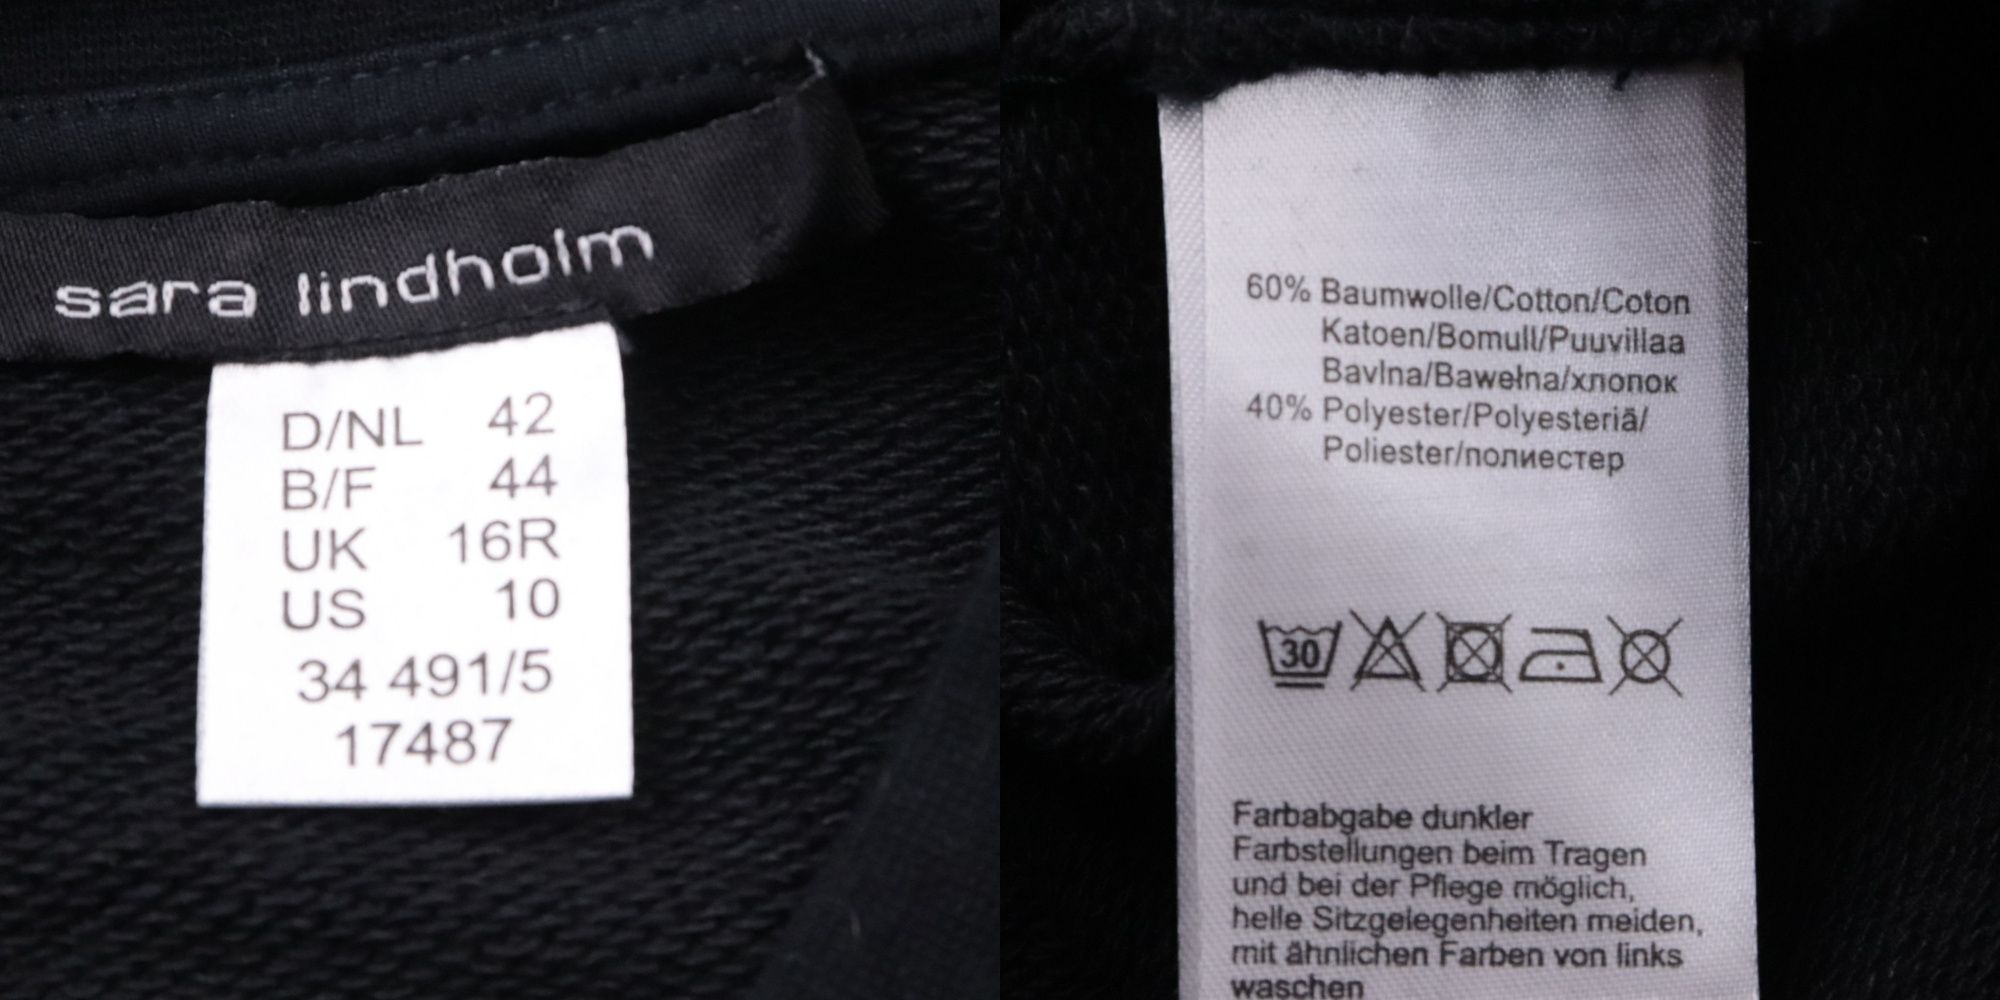 sara lindholm
D/NL 42
B/F 44
UK 16R
US 10
34 491/5
17487
60% Baumwolle/Cotton/Coton
Katoen/Bomull/Puuvillaa
Bavlna/Bawełna/хлопок
40% Polyester/Polyesteriä/
Poliester/полиестер
30
Farbabgabe dunkler
Farbstellungen beim Tragen
und bei der Pflege möglich,
helle Sitzgelegenheiten meiden,
mit ähnlichen Farben von links
waschen